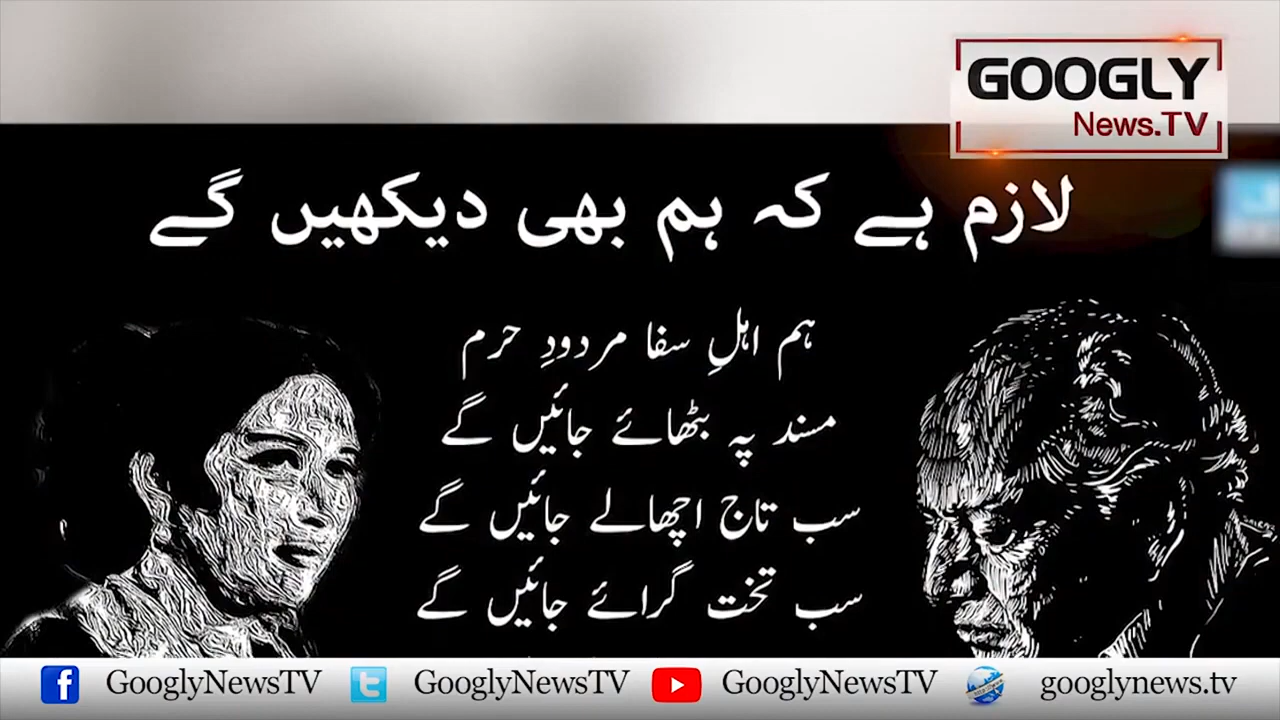 GOOGLY
News.TV
لازم ہے کہ ہم بھی دیکھیں گے
ہم اہلِ سفا مردودِ حرم
مسند پہ بٹھائے جائیں گے
سب تاج اچھالے جائیں گے
سب تخت گرائے جائیں گے
GooglyNewsTV GooglyNewsTV GooglyNewsTV googlynews.tv